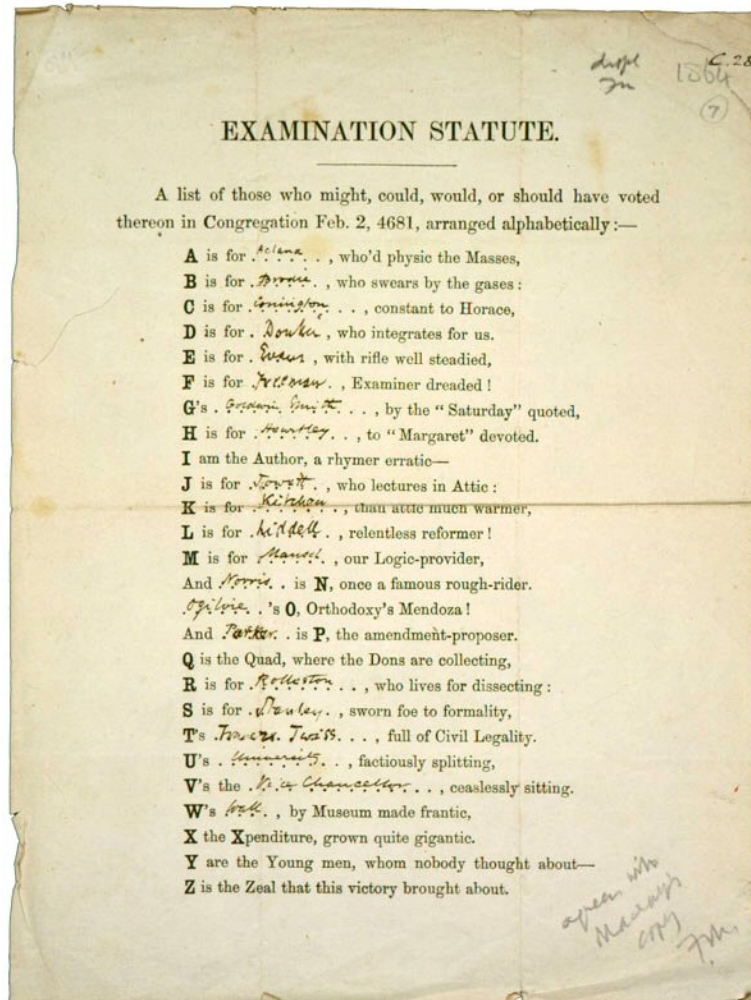 C.28
1864
7
EXAMINATION STATUTE.
A list of those who might, could, would, or should have voted
thereon in Congregation Feb. 2, 4681, arranged alphabetically:—
A is for . Acland . . , who'd physic the Masses,
B is for . Brodie . , who swears by the gases :
C is for . Conington . . . , constant to Horace,
D is for . Donkin , who integrates for us.
E is for . Evans , with rifle well steadied,
F is for Freeman . , Examiner dreaded !
G's . Goldwin Smith . . . , by the “ Saturday” quoted,
H is for . Huntley . . , to “ Margaret” devoted.
I am the Author, a rhymer erratic—
J is for . Jowett . , who lectures in Attic :
K is for . Kitchen . , than attic much warmer,
L is for . Liddell . , relentless reformer !
M is for . Mansel . , our Logic-provider,
And . Norris . . is N, once a famous rough-rider.
. Ogilvie . . 's O, Orthodoxy's Mendoza !
And . Parker . . is P, the amendment-proposer.
Q is the Quad, where the Dons are collecting,
R is for . Rolleston . . . , who lives for dissecting :
S is for . Stanley . , sworn foe to formality,
T's . Travers Twiss . . . , full of Civil Legality.
U's . University . . , factiously splitting,
V's the . Vice Chancellor . . . , ceaslessly sitting.
W's Wall . , by Museum made frantic,
X the Xpenditure, grown quite gigantic.
Y are the Young men, whom nobody thought about—
Z is the Zeal that this victory brought about.
agrees with
Macray's
copy